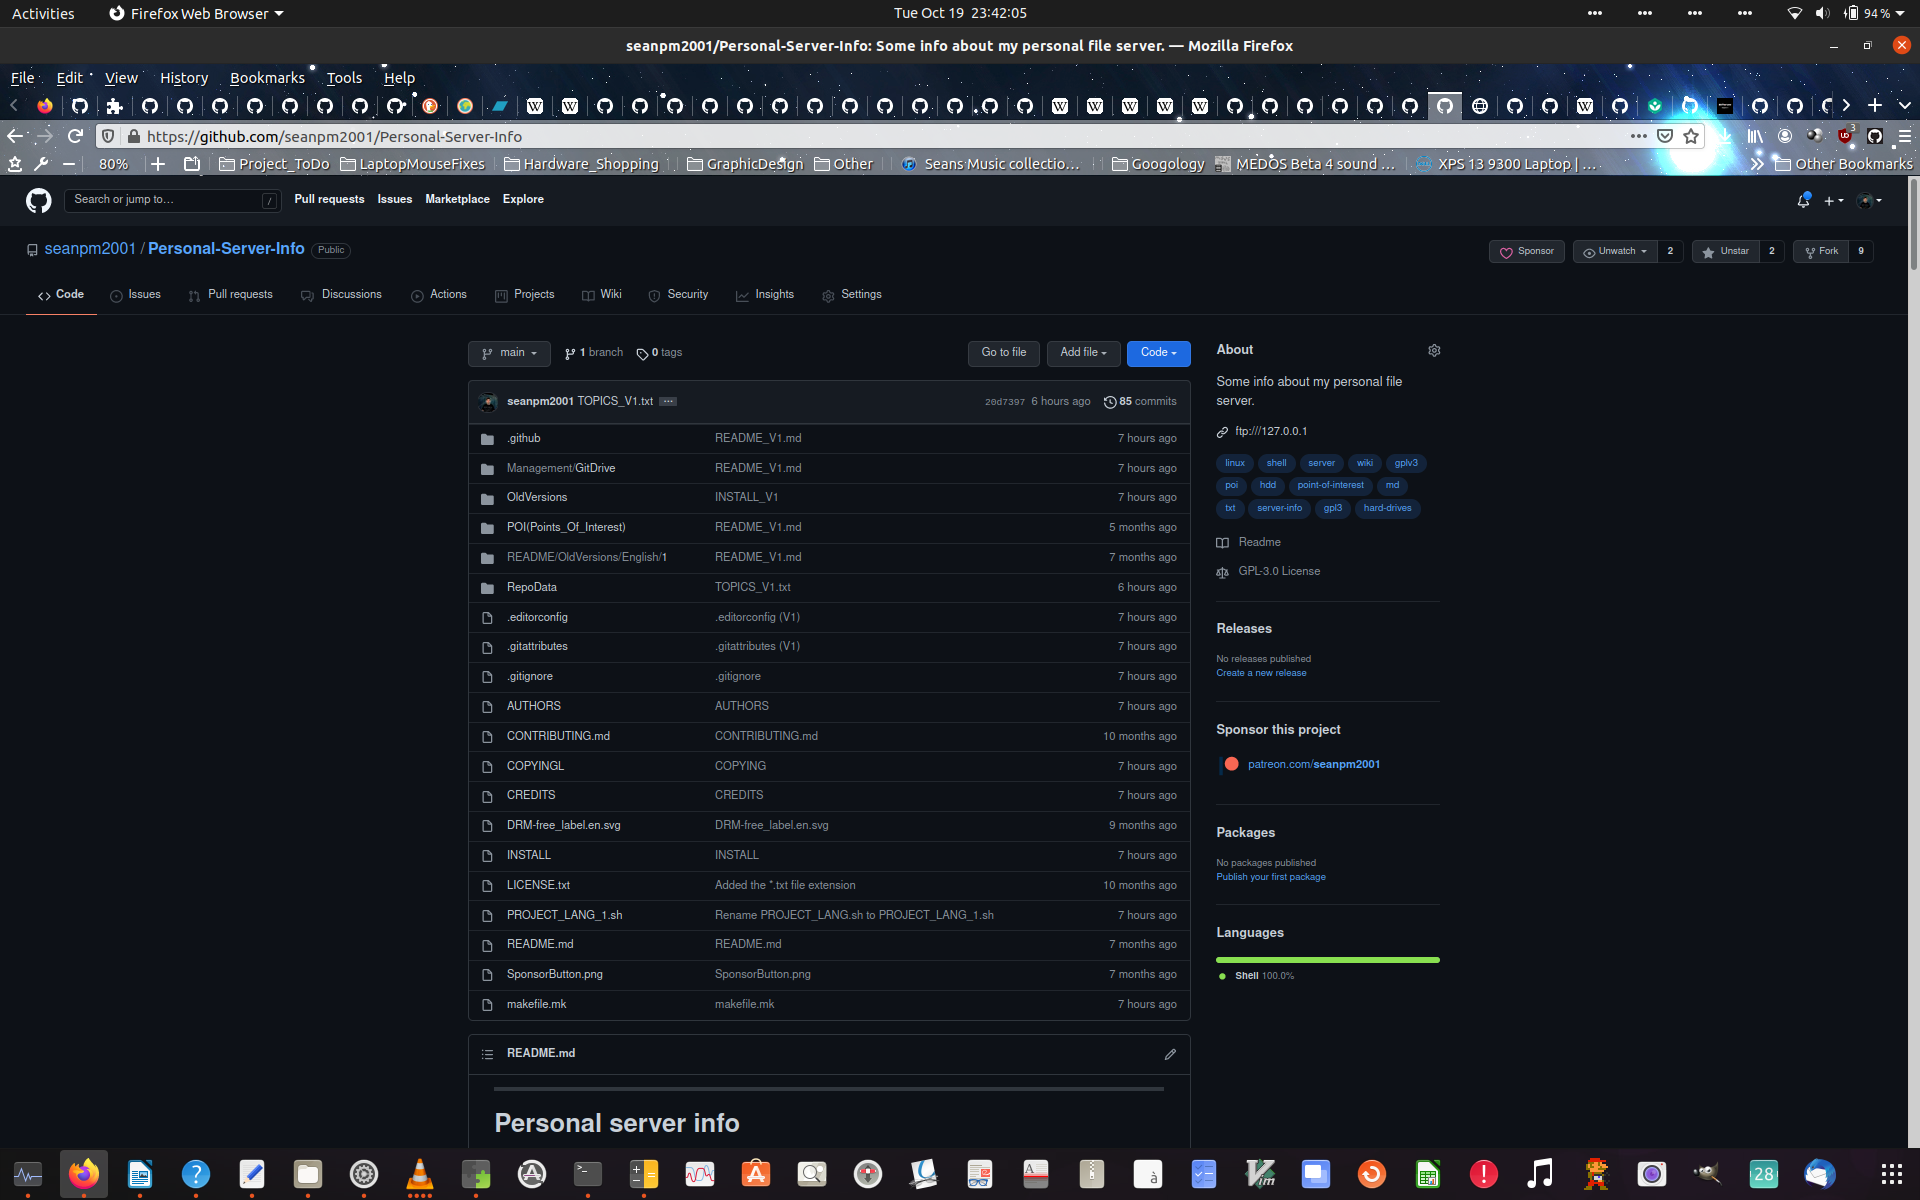 Activities Firefox Web Browser Tue Oct 19 23:42:05 94 %
seanpm2001/Personal-Server-Info: Some info about my personal file server. — Mozilla Firefox
File Edit View History Bookmarks Tools Help
https://github.com/seanpm2001/Personal-Server-Info 3
80% Project_ToDo LaptopMouseFixes Hardware_Shopping GraphicDesign Other Seans Music collectio… Googology MEDOS Beta 4 sound … XPS 13 9300 Laptop | … Other Bookmarks
Search or jump to… / Pull requests Issues Marketplace Explore
seanpm2001 / Personal-Server-Info Public Sponsor Unwatch 2 Unstar 2 Fork 9
Code Issues Pull requests Discussions Actions Projects Wiki Security Insights Settings
main 1 branch 0 tags Go to file Add file Code
seanpm2001 TOPICS_V1.txt ... 20d7397 6 hours ago 85 commits
.github README_V1.md 7 hours ago
Management/GitDrive README_V1.md 7 hours ago
OldVersions INSTALL_V1 7 hours ago
POI(Points_Of_Interest) README_V1.md 5 months ago
README/OldVersions/English/1 README_V1.md 7 months ago
RepoData TOPICS_V1.txt 6 hours ago
.editorconfig .editorconfig (V1) 7 hours ago
.gitattributes .gitattributes (V1) 7 hours ago
.gitignore .gitignore 7 hours ago
AUTHORS AUTHORS 7 hours ago
CONTRIBUTING.md CONTRIBUTING.md 10 months ago
COPYINGL COPYING 7 hours ago
CREDITS CREDITS 7 hours ago
DRM-free_label.en.svg DRM-free_label.en.svg 9 months ago
INSTALL INSTALL 7 hours ago
LICENSE.txt Added the *.txt file extension 10 months ago
PROJECT_LANG_1.sh Rename PROJECT_LANG.sh to PROJECT_LANG_1.sh 7 hours ago
README.md README.md 7 months ago
SponsorButton.png SponsorButton.png 7 months ago
makefile.mk makefile.mk 7 hours ago
README.md
Personal server info
About
Some info about my personal file
server.
ftp:///127.0.0.1
linux shell server wiki gplv3
poi hdd point-of-interest md
txt server-info gpl3 hard-drives
Readme
GPL-3.0 License
Releases
No releases published
Create a new release
Sponsor this project
patreon.com/seanpm2001
Packages
No packages published
Publish your first package
Languages
Shell 100.0%
28